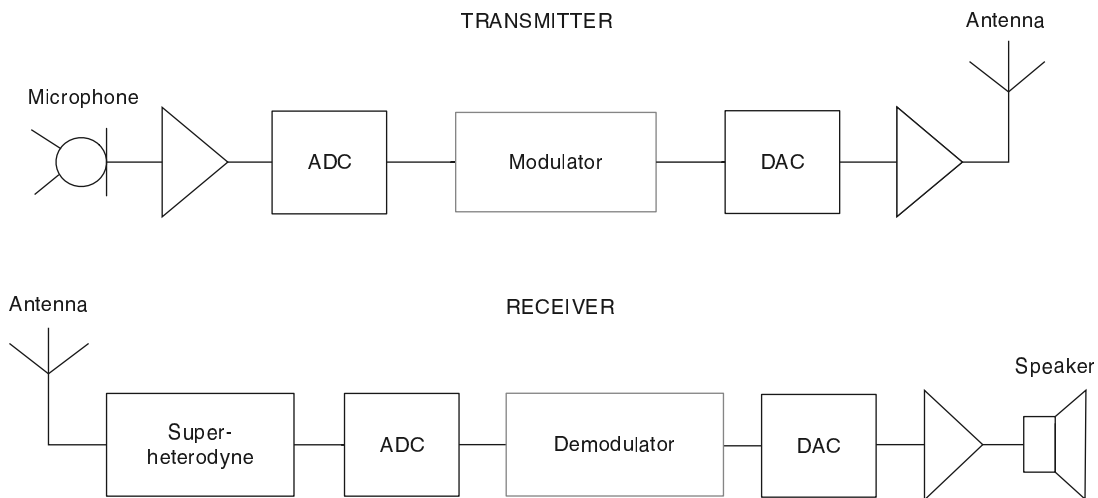 TRANSMITTER
Antenna
Microphone
ADC
Modulator
DAC
Antenna
RECEIVER
Speaker
Super-
heterodyne
ADC
Demodulator
DAC